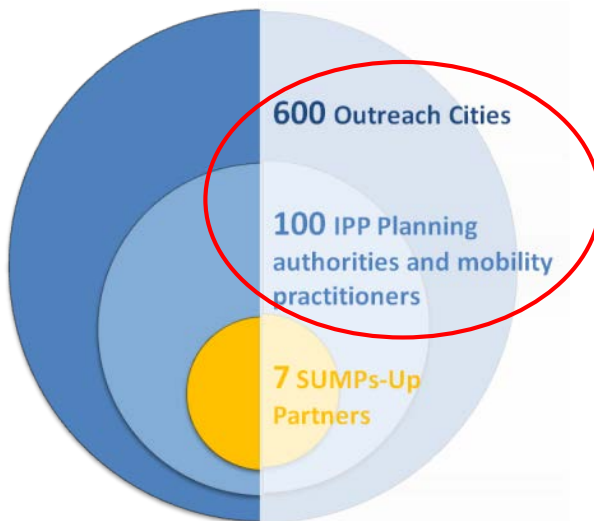 600 Outreach Cities
100 IPP Planning
authorities and mobility
practitioners
7 SUMPs-Up
Partners